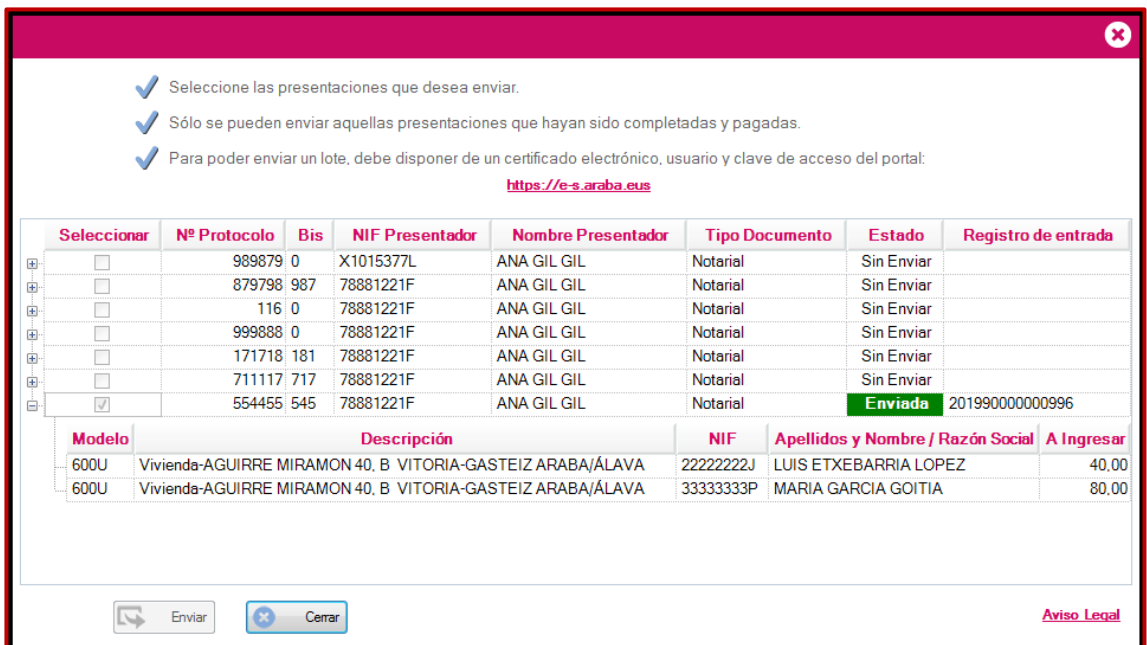 Seleccione las presentaciones que desea enviar.
Sólo se pueden enviar aquellas presentaciones que hayan sido completadas y pagadas.
Para poder enviar un lote, debe disponer de un certificado electrónico, usuario y clave de acceso del portal:
https://e-s.araba.eus
Seleccionar Nº Protocolo Bis NIF Presentador Nombre Presentador Tipo Documento Estado Registro de entrada
989879 0 X1015377L ANA GIL GIL Notarial Sin Enviar
879798 987 78881221F ANA GIL GIL Notarial Sin Enviar
116 0 78881221F ANA GIL GIL Notarial Sin Enviar
999888 0 78881221F ANA GIL GIL Notarial Sin Enviar
171718 181 78881221F ANA GIL GIL Notarial Sin Enviar
711117 717 78881221F ANA GIL GIL Notarial Sin Enviar
554455 545 78881221F ANA GIL GIL Notarial Enviada 201990000000996
Modelo Descripción NIF Apellidos y Nombre / Razón Social A Ingresar
600U Vivienda-AGUIRRE MIRAMON 40, B VITORIA-GASTEIZ ARABA/ÁLAVA 22222222J LUIS ETXEBARRIA LOPEZ 40,00
600U Vivienda-AGUIRRE MIRAMON 40, B VITORIA-GASTEIZ ARABA/ÁLAVA 33333333P MARIA GARCIA GOITIA 80,00
Enviar Cerrar Aviso Legal